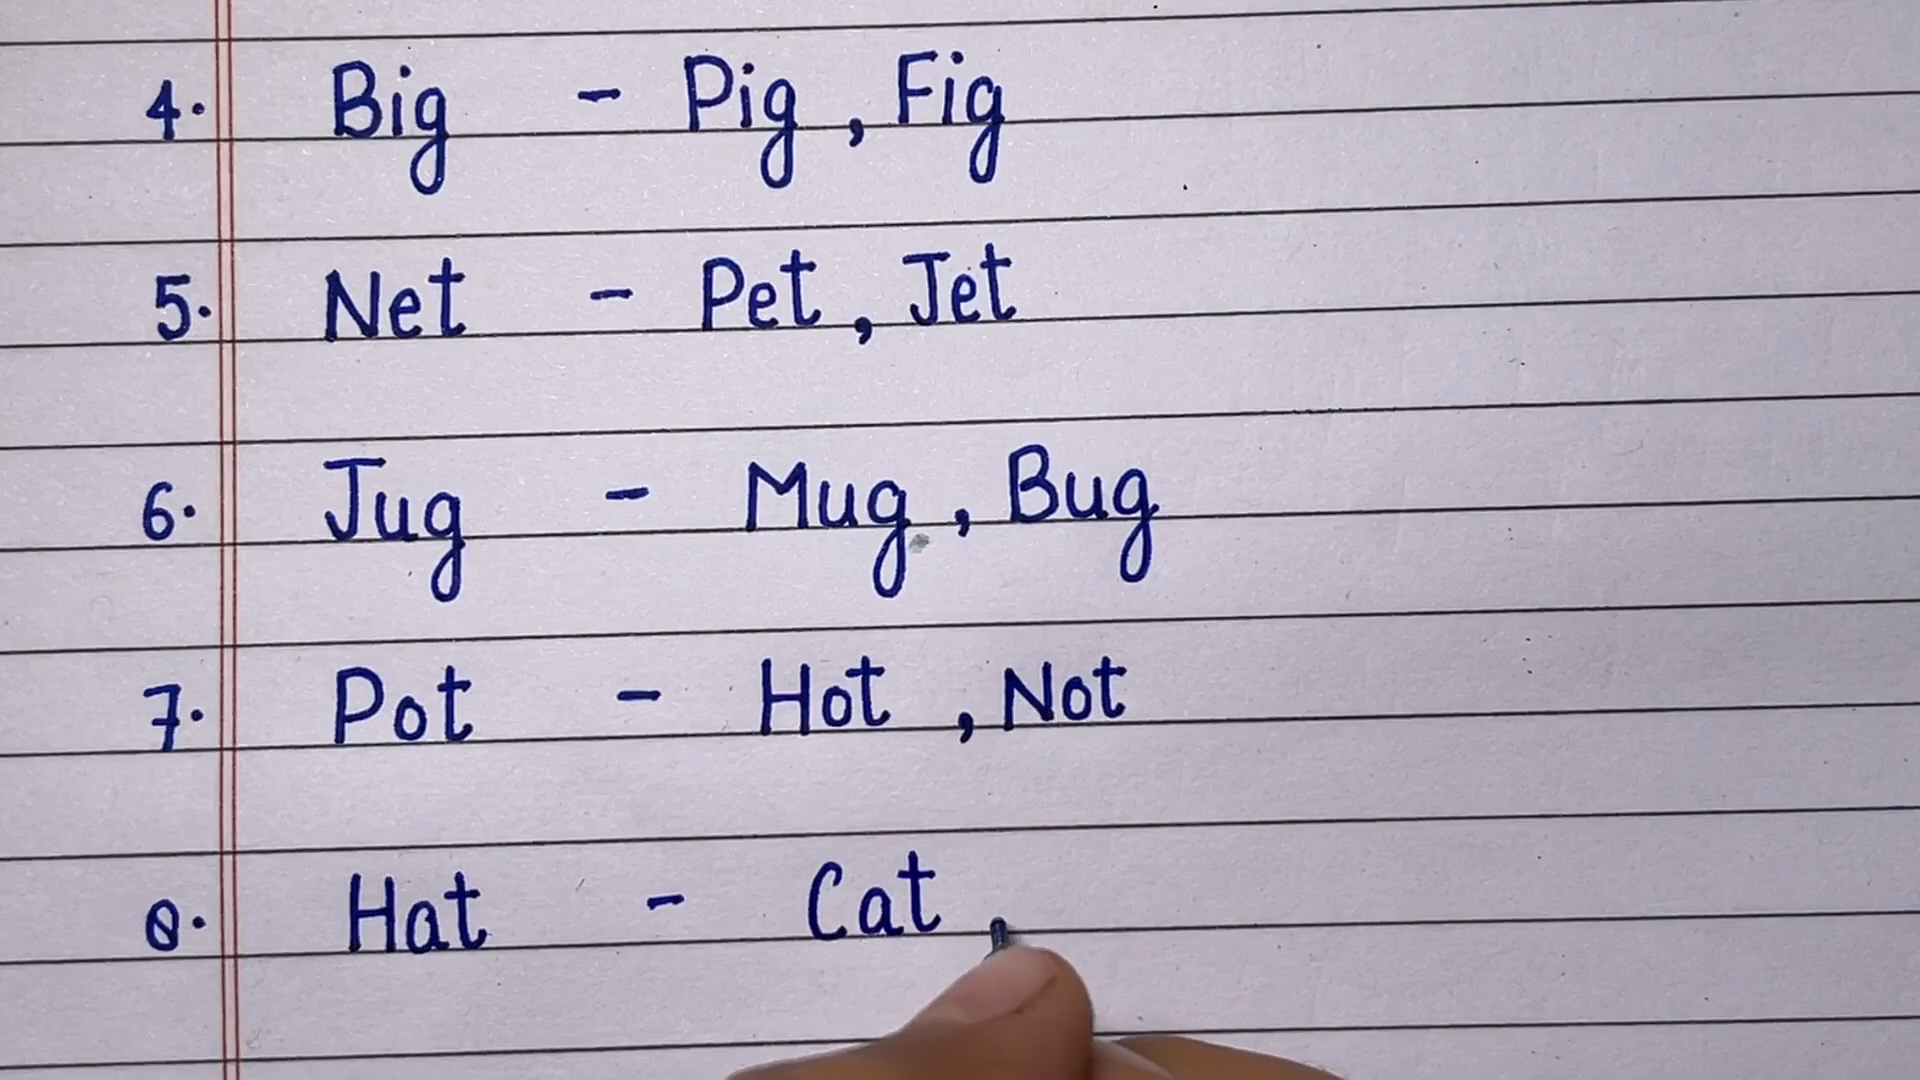 4. Big - Pig, Fig
5. Net - Pet, Jet
6. Jug - Mug, Bug
7. Pot - Hot, Not
8. Hat - Cat,